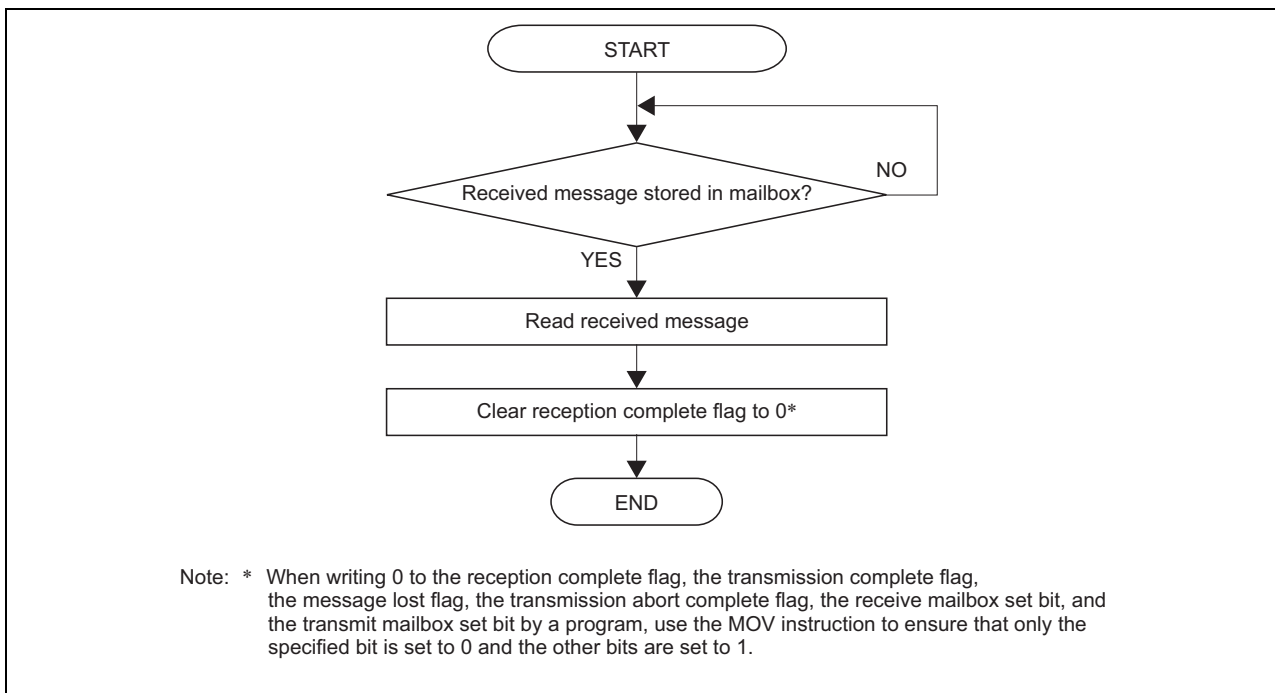 START
NO
Received message stored in mailbox?
YES
Read received message
Clear reception complete flag to 0*
END
Note: * When writing 0 to the reception complete flag, the transmission complete flag,
the message lost flag, the transmission abort complete flag, the receive mailbox set bit, and
the transmit mailbox set bit by a program, use the MOV instruction to ensure that only the
specified bit is set to 0 and the other bits are set to 1.